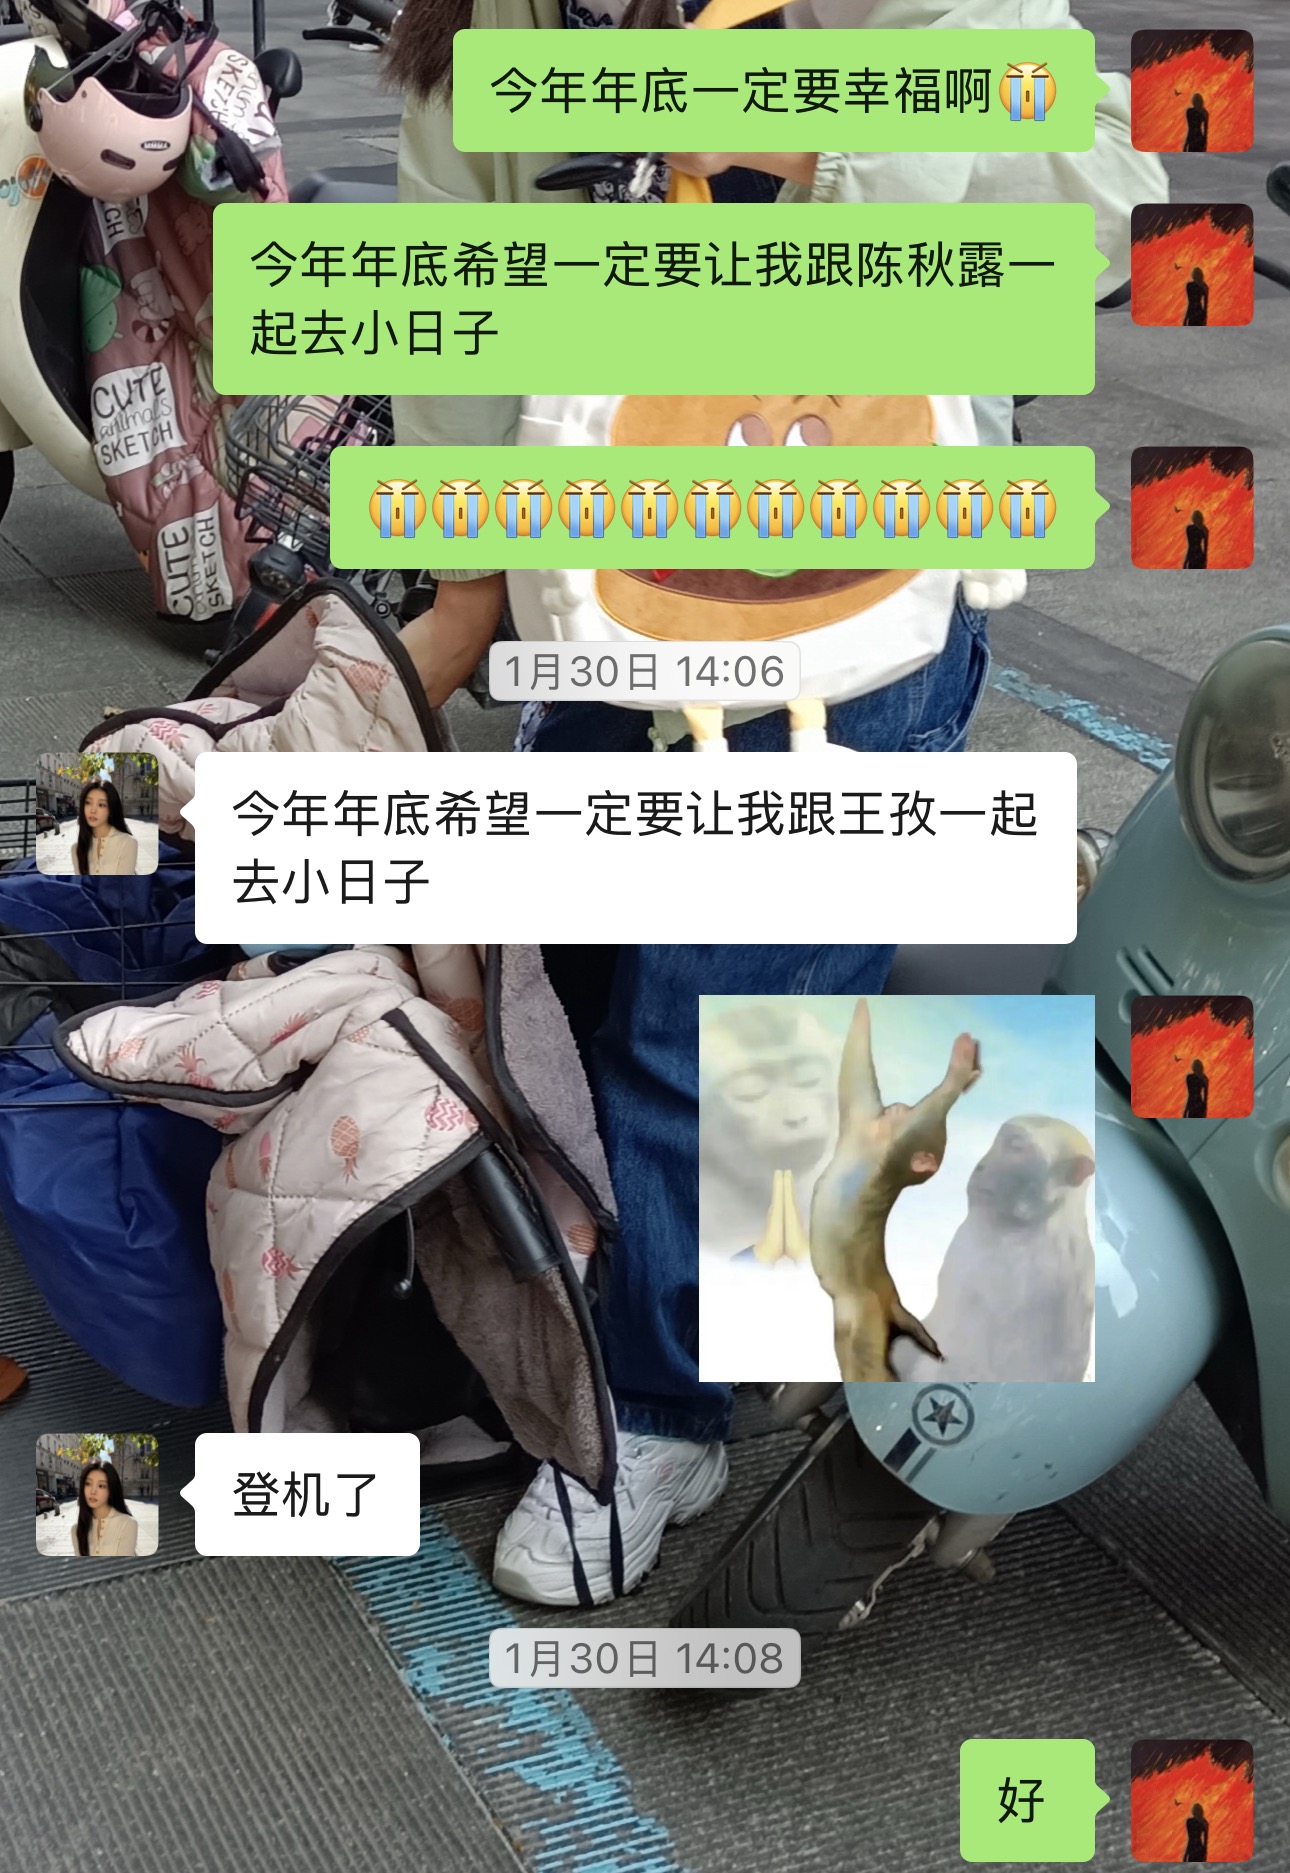 今年年底一定要幸福啊😭
今年年底希望一定要让我跟陈秋露一
起去小日子
😭😭😭😭😭😭😭😭😭😭😭
1月30日 14:06
今年年底希望一定要让我跟王孜一起
去小日子
登机了
1月30日 14:08
好
CUTE
animals
SKETCH
CUTE
SKETCH